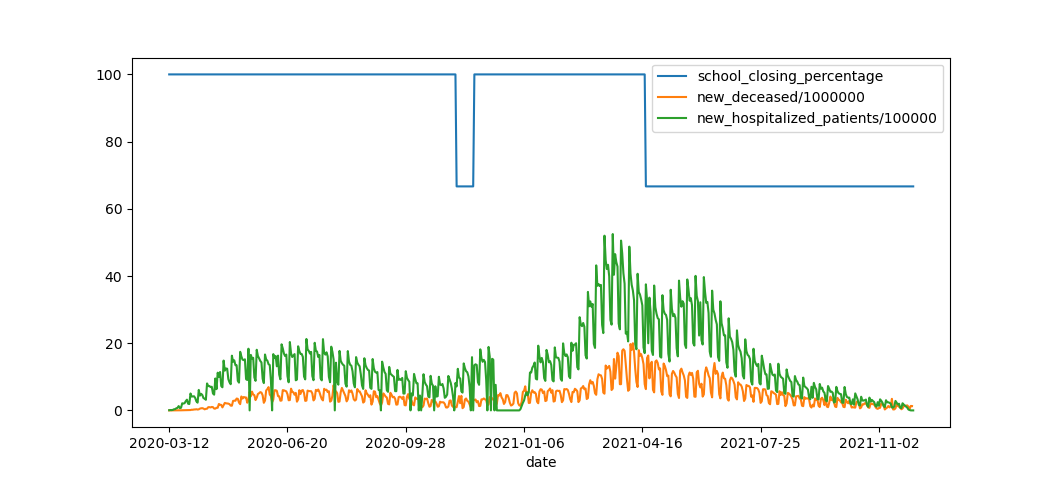 100
80
60
40
20
0
school_closing_percentage
new_deceased/1000000
new_hospitalized_patients/100000
2020-03-12 2020-06-20 2020-09-28 2021-01-06 2021-04-16 2021-07-25 2021-11-02
date